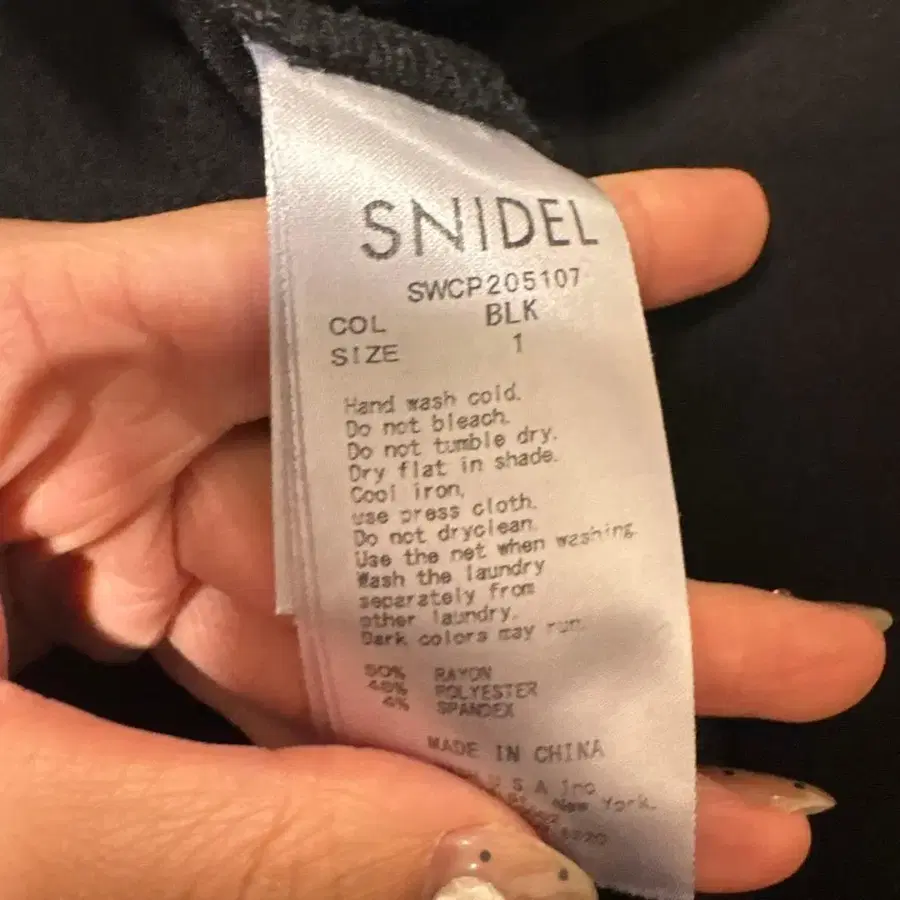 SNIDEL
SWCP205107
COL BLK
SIZE 1
Hand wash cold.
Do not bleach.
Do not tumble dry.
Dry flat in shade.
Cool iron,
use press cloth.
Do not dryclean.
Use the net when washing.
Wash the laundry
separately from
other laundry.
Dark colors may run.
RAYON
POLYESTER
4% SPANDEX
MADE IN CHINA
U S A Inc
New York.